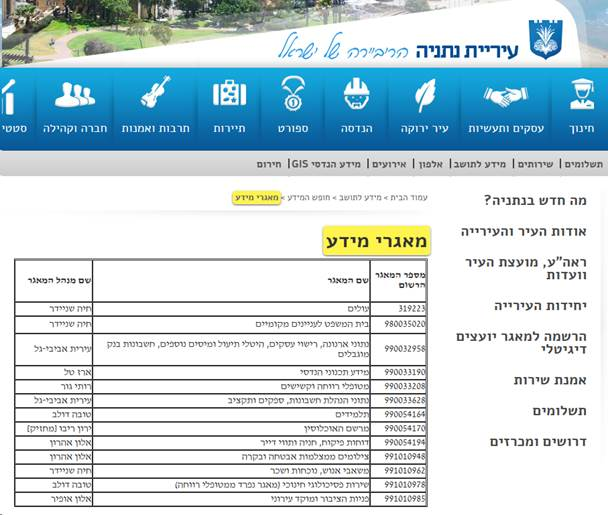 עיריית נתניה הריביירה של ישראל
חינוך
עסקים ותעשיות
עיר ירוקה
הנדסה
ספורט
תיירות
תרבות ואמנות
חברה וקהילה
סטטי
תשלומים | שירותים | מידע לתושב | אלפון | אירועים | מידע הנדסי GIS | חירום
עמוד הבית > מידע לתושב > חופש המידע > מאגרי מידע
מאגרי מידע
מה חדש בנתניה?
אודות העיר והעירייה
ראה"ע, מועצת העיר
וועדות
יחידות העירייה
הרשמה למאגר יועצים
דיגיטלי
אמנת שירות
תשלומים
דרושים ומכרזים
מספר המאגר הרשום שם המאגר שם מנהל המאגר
319223 עולים חיה שניידר
980035020 בית המשפט לעניינים מקומיים חיה שניידר
990032958 נתוני ארנונה, רישוי עסקים, היטלי תיעול ומיסים נוספים, חשבונות בנק
מוגבלים עירית אביבי-גל
990033190 מידע תכנוני הנדסי ארז טל
990033208 מטופלי רווחה וקשישים רותי גור
990033628 נתוני הנהלת חשבונות, ספקים ותקציב עירית אביבי-גל
990054164 תלמידים טובה דולב
990054170 מרשם האוכלוסין ירון ריבו (מחזיק)
990054194 דוחות פיקוח, חניה ותווי דייר אלון אהרון
991010948 צילומים ממצלמות אבטחה ובקרה אלון אהרון
991010962 משאבי אנוש, נוכחות ושכר חיה שניידר
991010978 שירות פסיכולוגי חינוכי (מאגר נפרד ממטופלי רווחה) טובה דולב
991010985 פניות הציבור ומוקד עירוני אלון אופיר